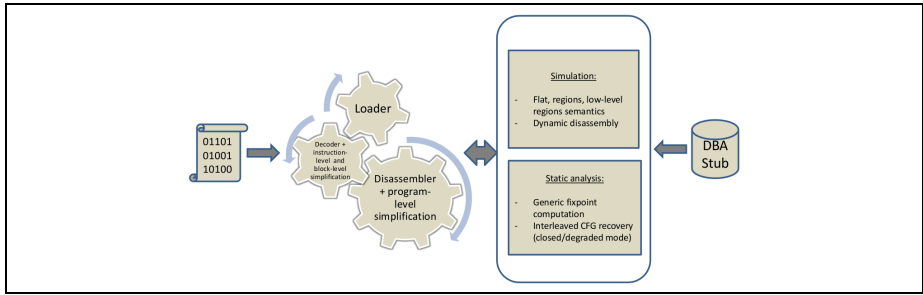 01101
01001
10100
Loader
Decoder +
instruction-
level and
block-level
simplification
Disassembler
+ program-
level
simplification
Simulation:
- Flat, regions, low-level
regions semantics
- Dynamic disassembly
Static analysis:
- Generic fixpoint
computation
- Interleaved CFG recovery
(closed/degraded mode)
DBA
Stub